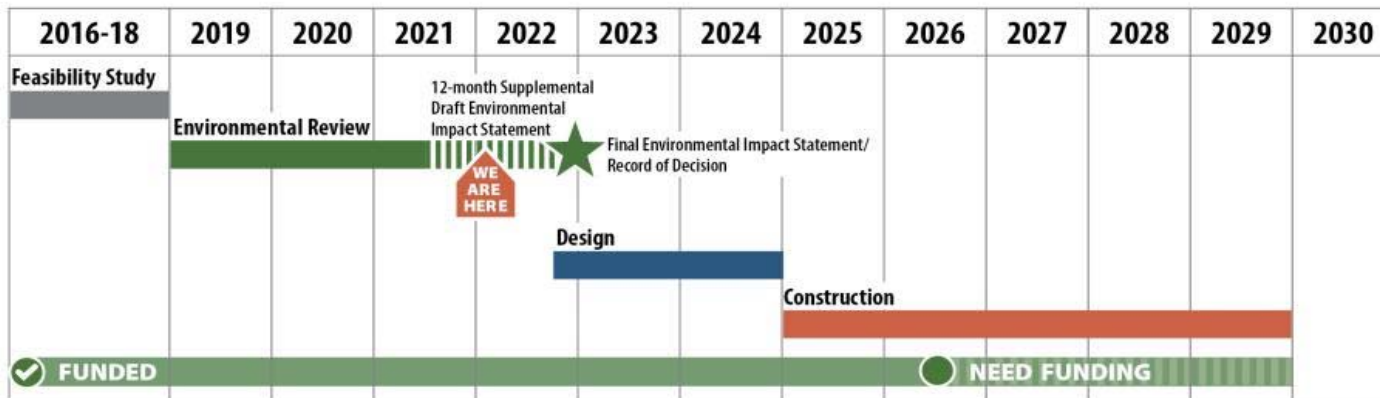 2016-18 2019 2020 2021 2022 2023 2024 2025 2026 2027 2028 2029 2030
Feasibility Study
12-month Supplemental
Draft Environmental
Impact Statement
Environmental Review
Final Environmental Impact Statement/
Record of Decision
WE
ARE
HERE
Design
Construction
FUNDED
NEED FUNDING